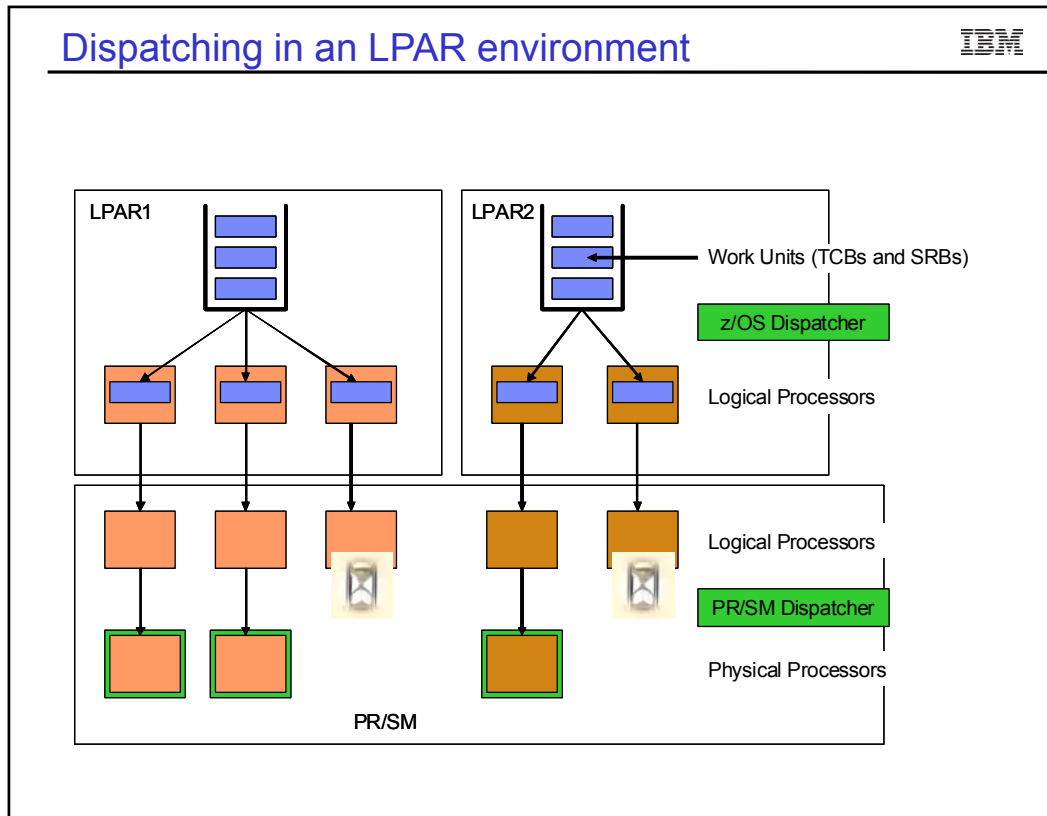 Dispatching in an LPAR environment
IBM
LPAR1
LPAR2
Work Units (TCBs and SRBs)
z/OS Dispatcher
Logical Processors
Logical Processors
PR/SM Dispatcher
Physical Processors
PR/SM